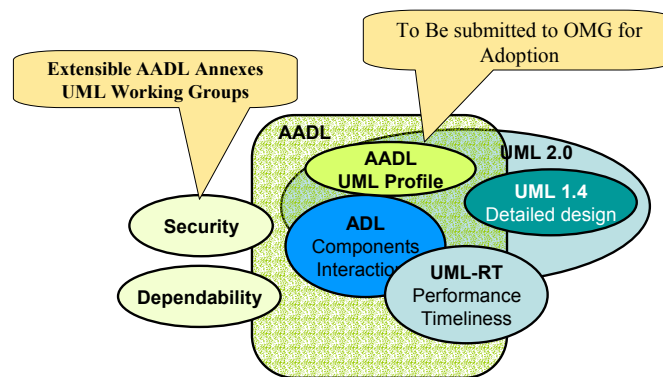 To Be submitted to OMG for
Adoption
Extensible AADL Annexes
UML Working Groups
AADL
UML 2.0
AADL
UML Profile
UML 1.4
Detailed design
Security
ADL
Components
Interaction
UML-RT
Performance
Timeliness
Dependability